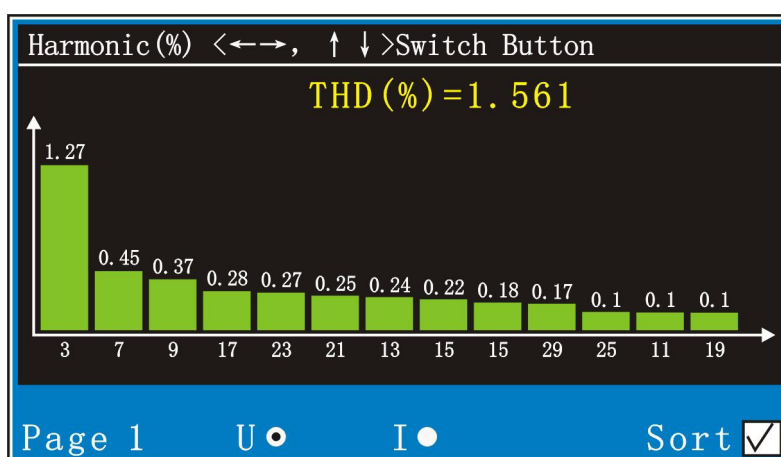 Harmonic(%) <←→, ↑↓>Switch Button
THD(%)=1.561
1.27 0.45 0.37 0.28 0.27 0.25 0.24 0.22 0.18 0.17 0.1 0.1 0.1
3 7 9 17 23 21 13 15 15 29 25 11 19
Page 1 U I Sort